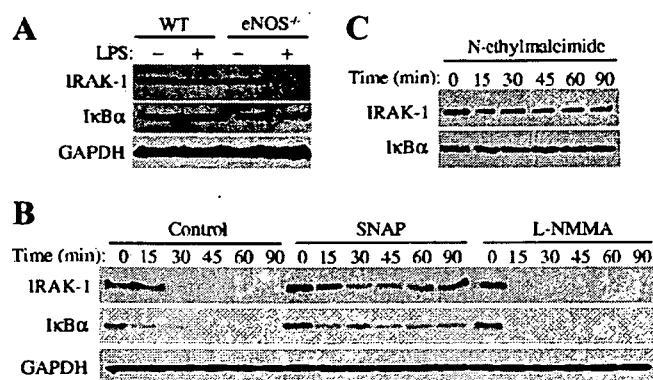 A
WT eNOS-/-
LPS: - + - +
IRAK-1
IκBα
GAPDH
C
N-ethylmalcimide
Time (min): 0 15 30 45 60 90
IRAK-1
IκBα
B
Control SNAP L-NMMA
Time (min): 0 15 30 45 60 90 0 15 30 45 60 90 0 15 30 45 60 90
IRAK-1
IκBα
GAPDH